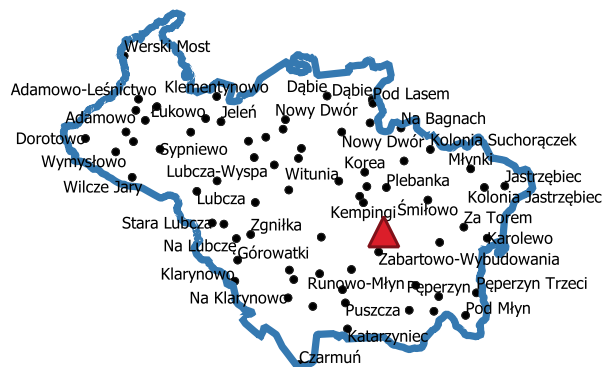 Werski Most
Adamowo-Leśnictwo
Klementynowo
Dąbie
Dąbie
Pod Lasem
Adamowo
Łukowo
Jeleń
Nowy Dwór
Na Bagnach
Dorotowo
Sypniewo
Nowy Dwór
Kolonia Suchorączek
Wymysłowo
Korea
Młynki
Wilcze Jary
Lubcza-Wyspa
Witunia
Plebanka
Jastrzębiec
Lubcza
Kolonia Jastrzębiec
Kempingi
Śmiłowo
Za Torem
Stara Lubcza
Zgniłka
Karolewo
Na Lubczę
Górowatki
Zabartowo-Wybudowania
Klarynowo
Runowo-Młyn
Pęperzyn
Pęperzyn Trzeci
Na Klarynowo
Puszcza
Pod Młyn
Katarzyniec
Czarmuń